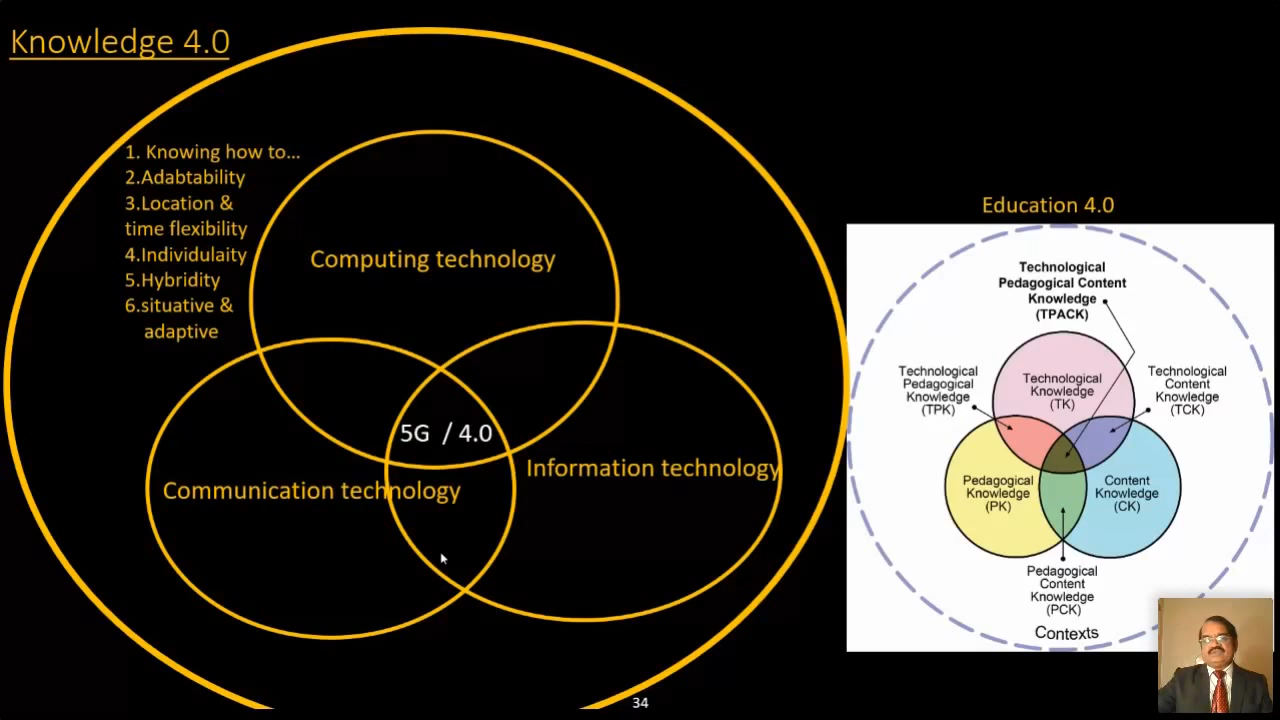 Knowledge 4.0
1. Knowing how to...
2.Adabtability
3.Location &
time flexibility
4.Individulaity
5.Hybridity
6.situative &
adaptive
Computing technology
5G / 4.0
Information technology
Communication technology
34
Education 4.0
Technological
Pedagogical Content
Knowledge
(TPACK)
Technological
Pedagogical
Knowledge
(TPK)
Technological
Knowledge
(TK)
Technological
Content
Knowledge
(TCK)
Pedagogical
Knowledge
(PK)
Content
Knowledge
(CK)
Pedagogical
Content
Knowledge
(PCK)
Contexts